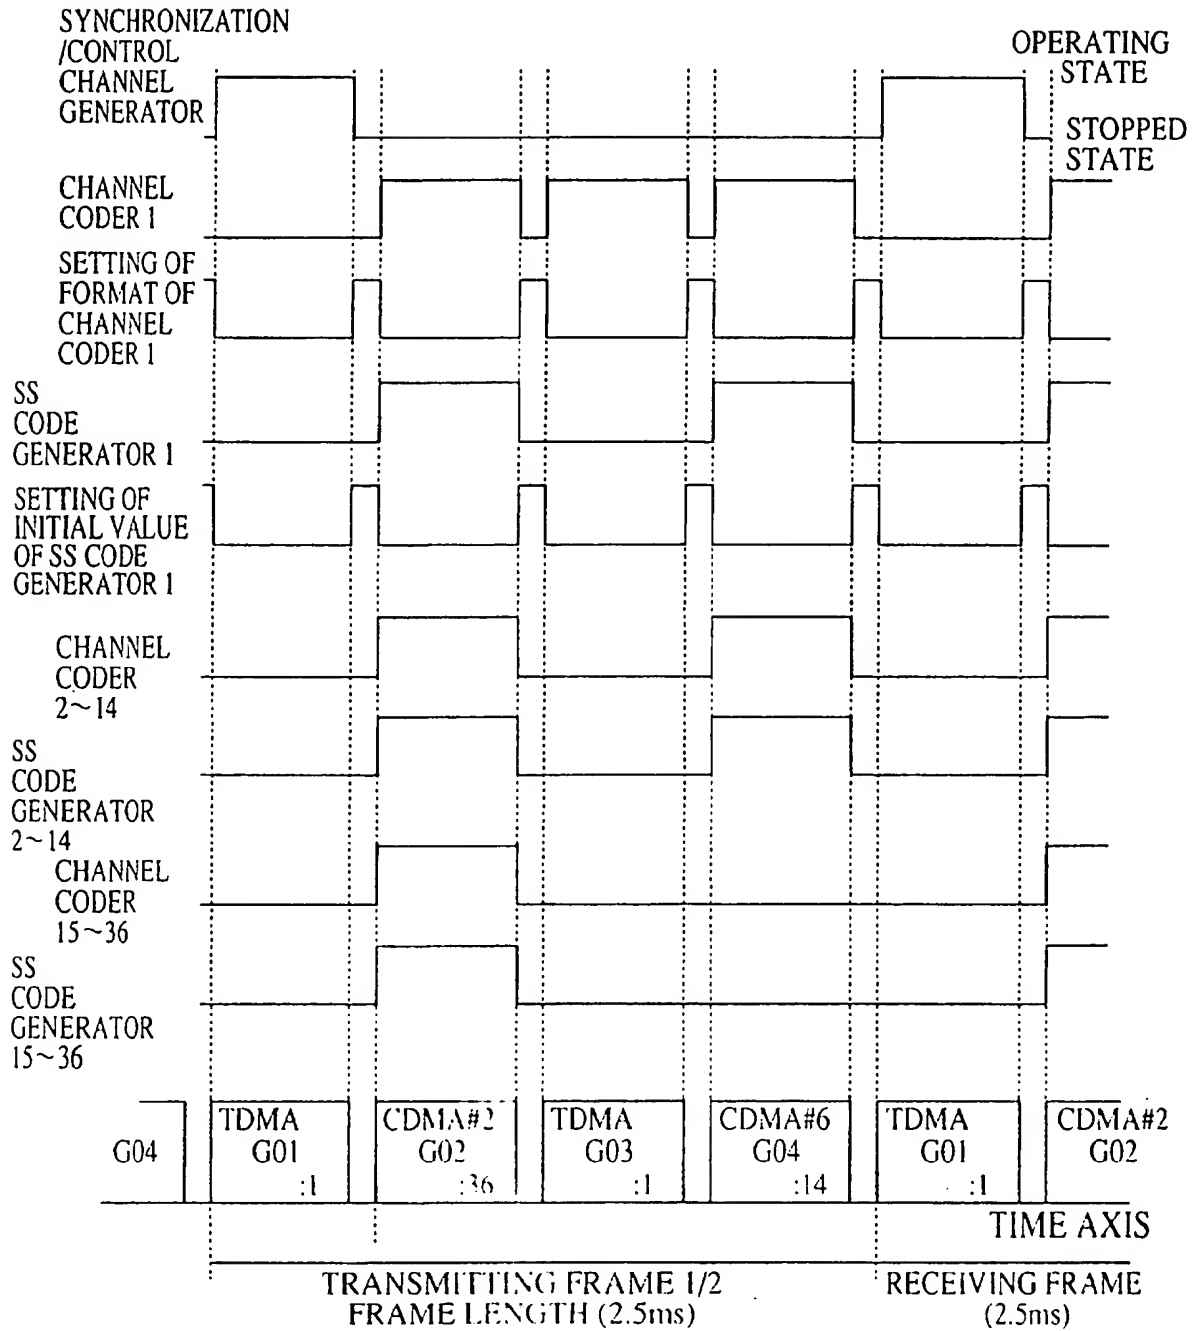 SYNCHRONIZATION
/CONTROL
CHANNEL
GENERATOR
OPERATING
STATE
STOPPED
STATE
CHANNEL
CODER 1
SETTING OF
FORMAT OF
CHANNEL
CODER 1
SS
CODE
GENERATOR 1
SETTING OF
INITIAL VALUE
OF SS CODE
GENERATOR 1
CHANNEL
CODER
2~14
SS
CODE
GENERATOR
2~14
CHANNEL
CODER
15~36
SS
CODE
GENERATOR
15~36
G04
TDMA
G01
:1
CDMA#2
G02
:36
TDMA
G03
:1
CDMA#6
G04
:14
TDMA
G01
:1
CDMA#2
G02
TIME AXIS
TRANSMITTING FRAME 1/2
FRAME LENGTH (2.5ms)
RECEIVING FRAME
(2.5ms)